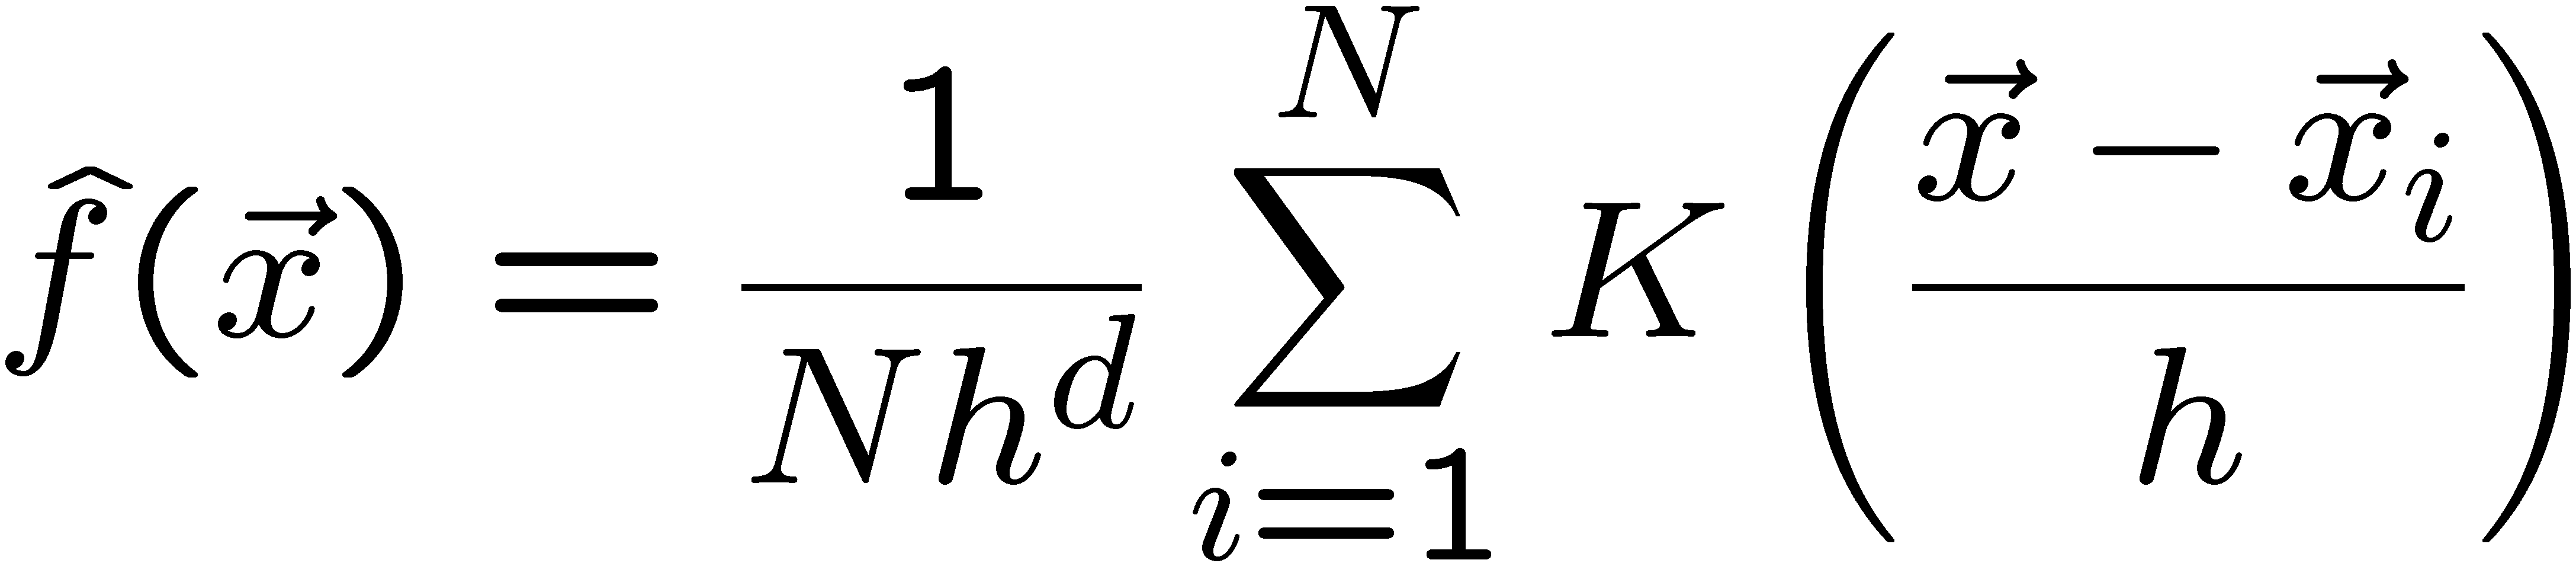 \hat{f}(\vec{x}) = \frac{1}{Nh^d} \sum_{i=1}^{N} K\left(\frac{\vec{x} - \vec{x}_i}{h}\right)